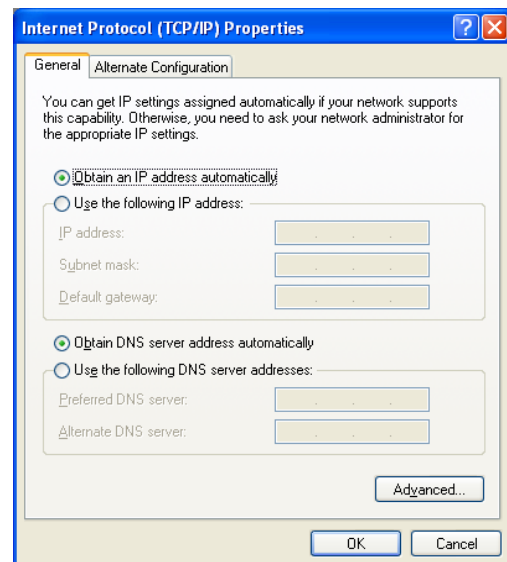 Internet Protocol (TCP/IP) Properties
General Alternate Configuration
You can get IP settings assigned automatically if your network supports
this capability. Otherwise, you need to ask your network administrator for
the appropriate IP settings.
Obtain an IP address automatically
Use the following IP address:
IP address:
Subnet mask:
Default gateway:
Obtain DNS server address automatically
Use the following DNS server addresses:
Preferred DNS server:
Alternate DNS server:
Advanced...
OK Cancel